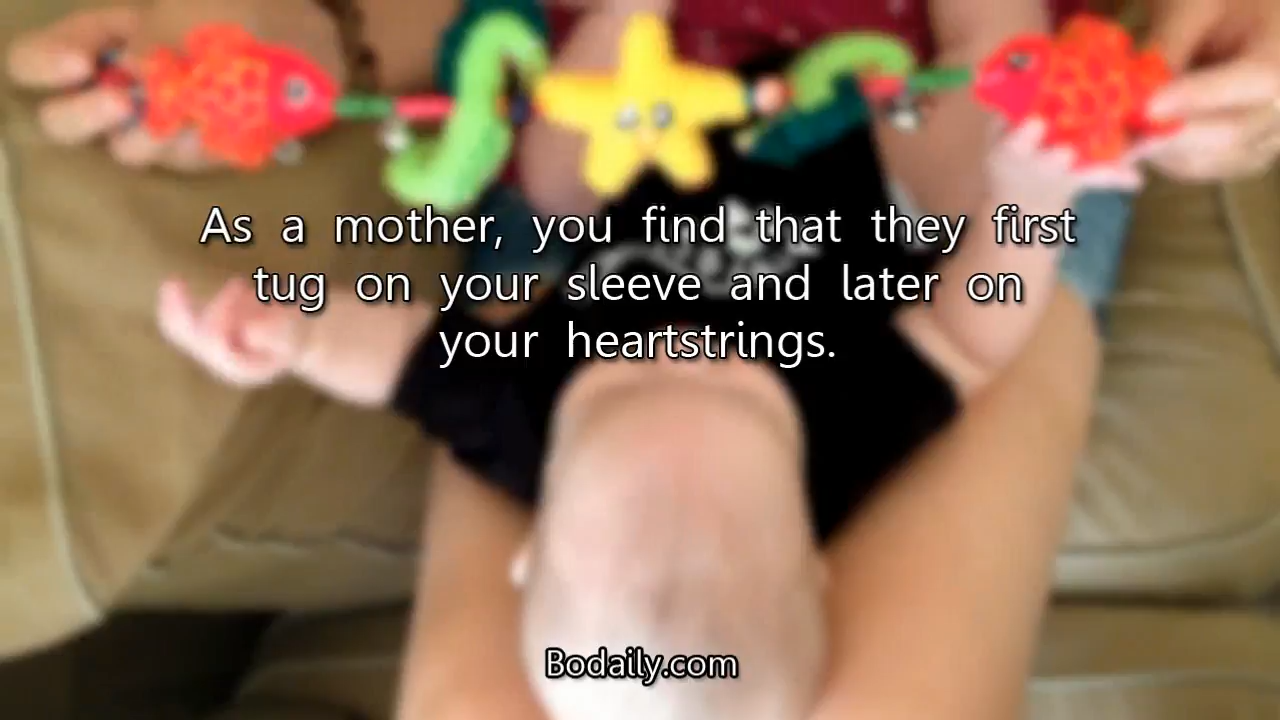 As a mother, you find that they first
tug on your sleeve and later on
your heartstrings.
Bodaily.com